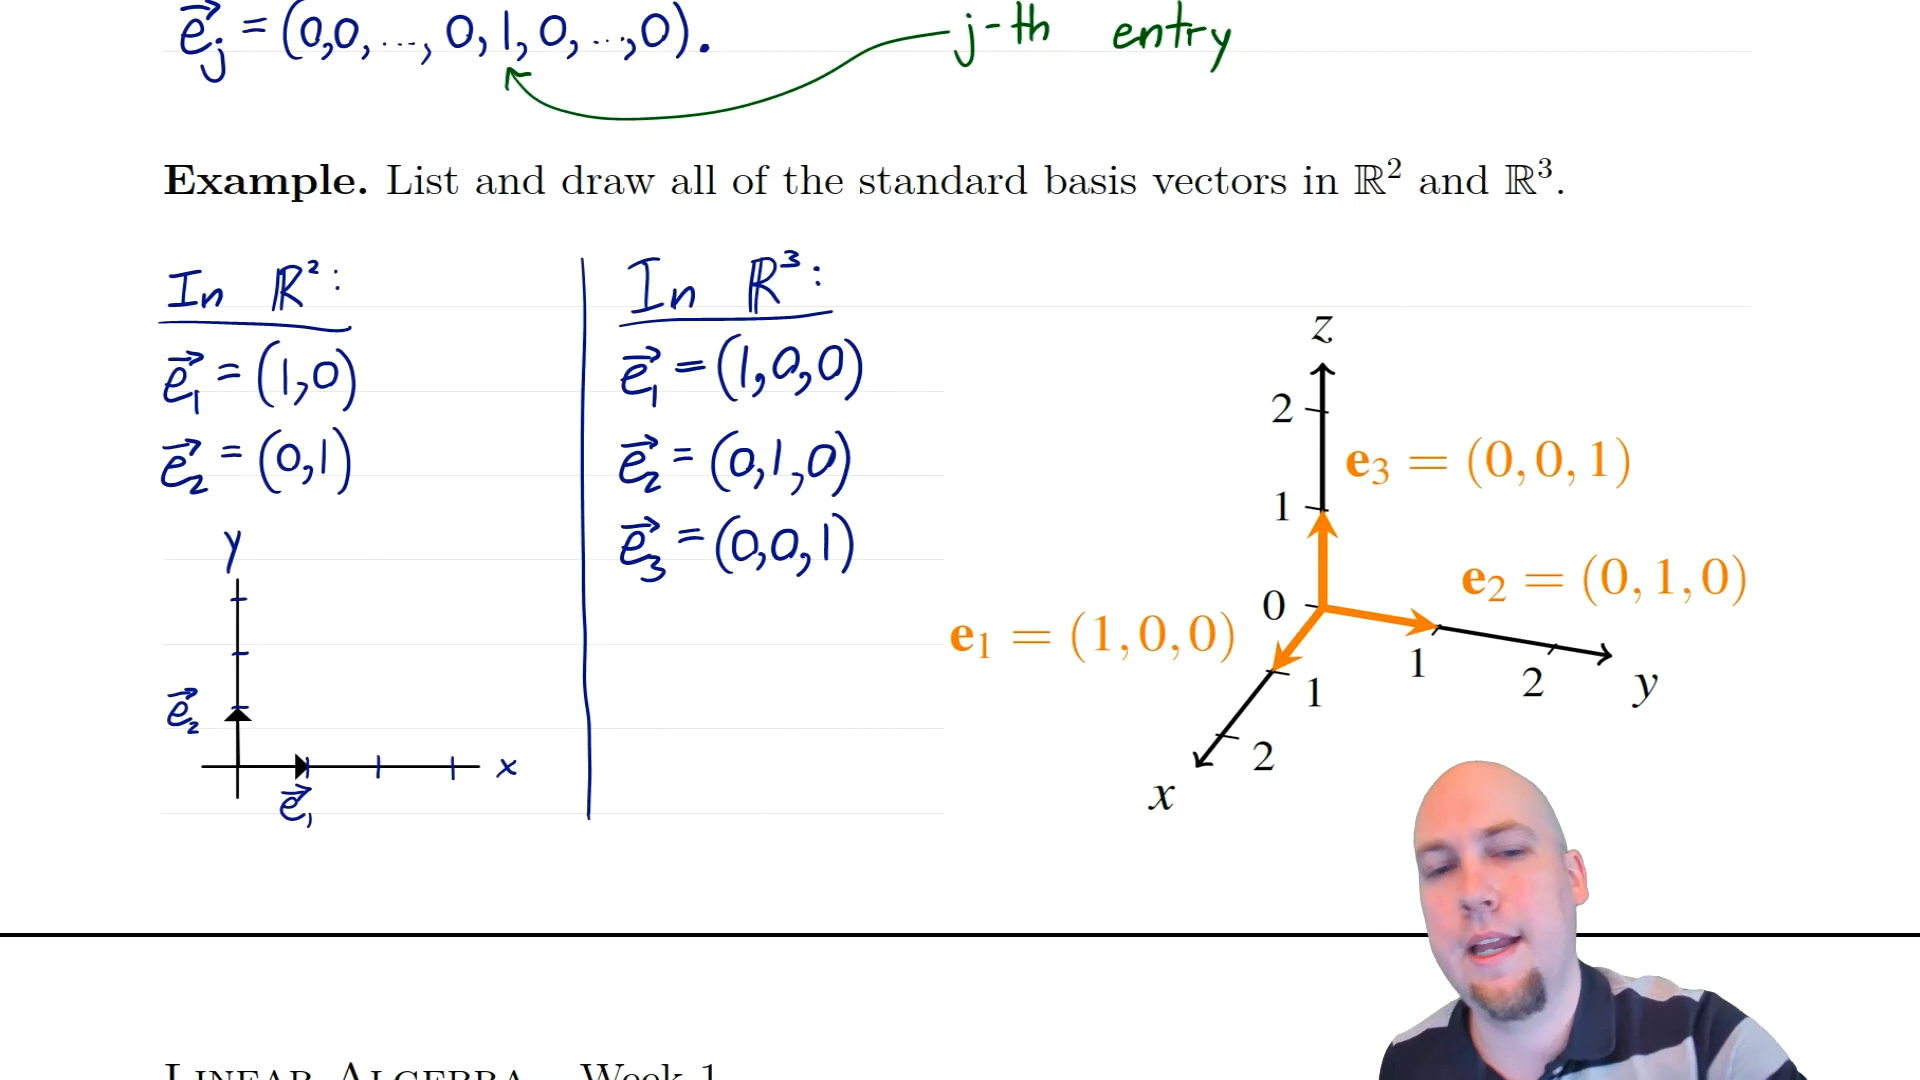 e⃗ⱼ = (0,0,...,0,1,0,...,0).
j-th entry
Example. List and draw all of the standard basis vectors in ℝ² and ℝ³.
In ℝ²:
e⃗₁ = (1,0)
e⃗₂ = (0,1)
y
e⃗₂
x
e⃗₁
In ℝ³:
e⃗₁ = (1,0,0)
e⃗₂ = (0,1,0)
e⃗₃ = (0,0,1)
z
2
e₃ = (0, 0, 1)
1
e₂ = (0, 1, 0)
0
e₁ = (1, 0, 0)
1
2
y
1
2
x
LINEAR ALGEBRA – Week 1